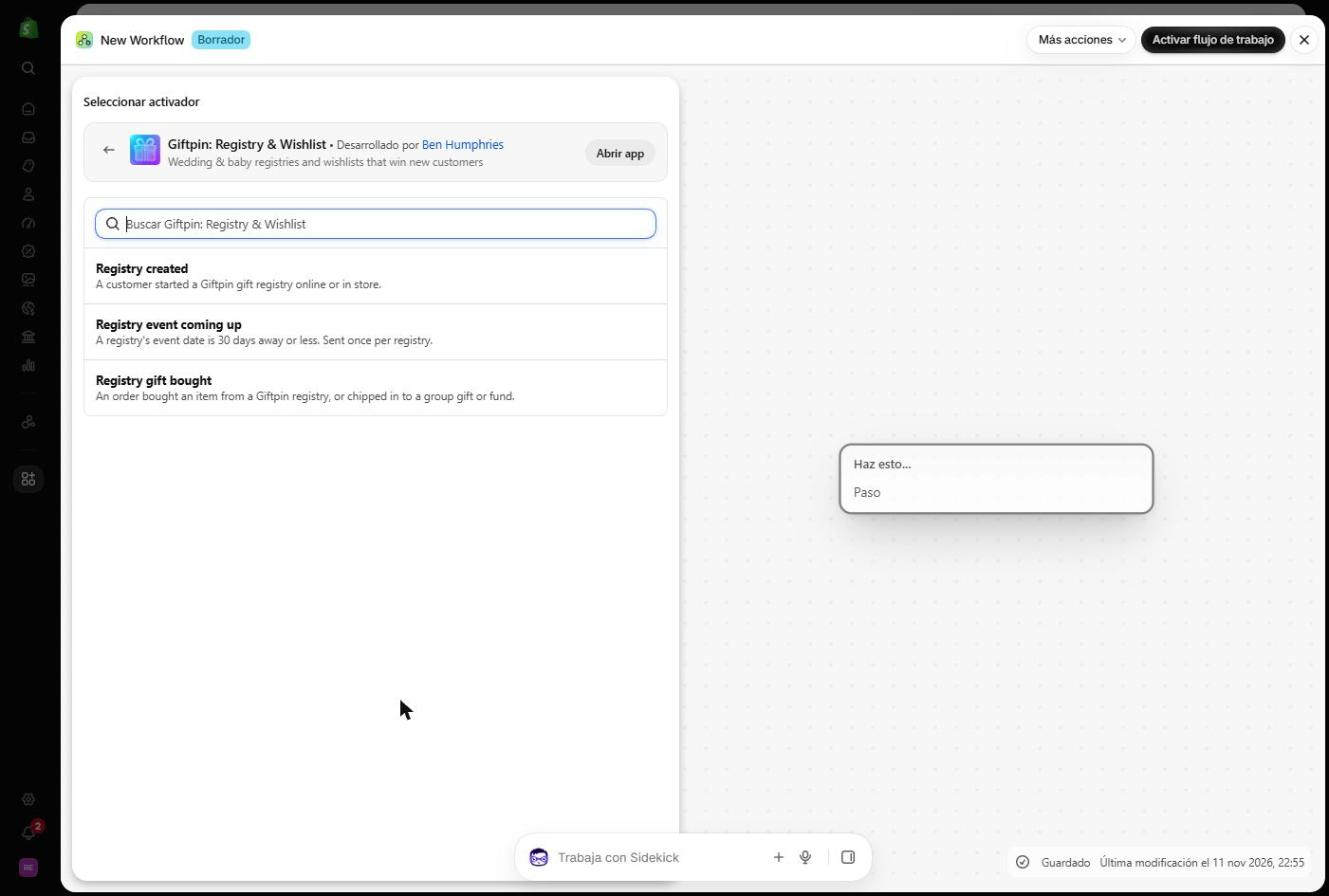 New Workflow Borrador
Más acciones
Activar flujo de trabajo
Seleccionar activador
Giftpin: Registry & Wishlist • Desarrollado por Ben Humphries
Wedding & baby registries and wishlists that win new customers
Abrir app
Buscar Giftpin: Registry & Wishlist
Registry created
A customer started a Giftpin gift registry online or in store.
Registry event coming up
A registry's event date is 30 days away or less. Sent once per registry.
Registry gift bought
An order bought an item from a Giftpin registry, or chipped in to a group gift or fund.
Haz esto...
Paso
2
RE
Trabaja con Sidekick
Guardado Última modificación el 11 nov 2026, 22:55